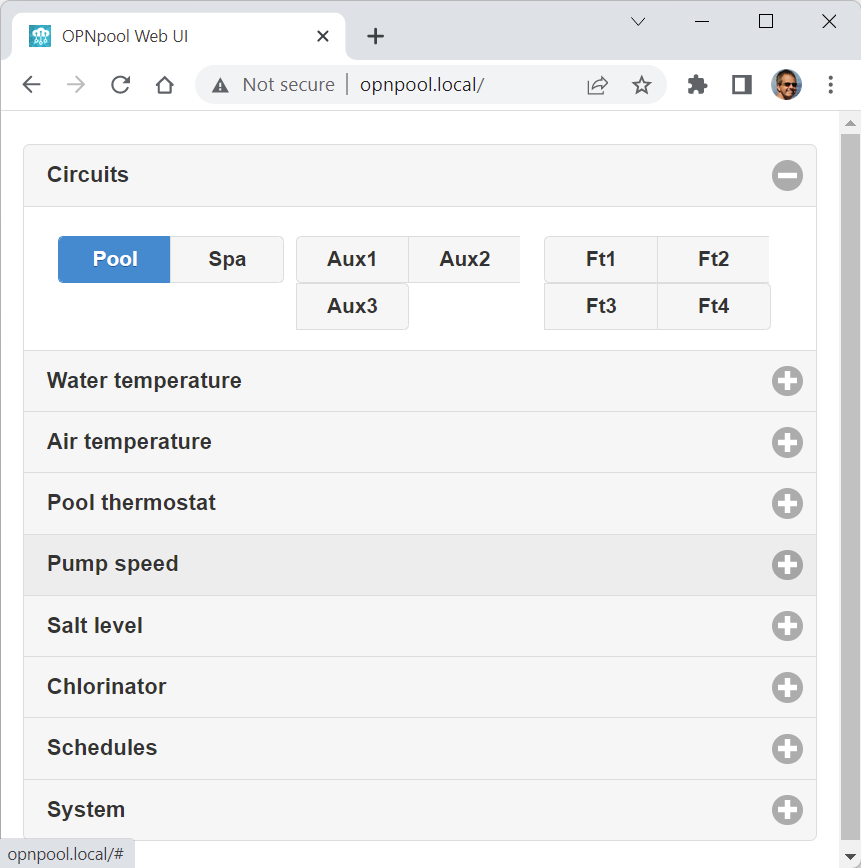 OPNpool Web UI
Not secure | opnpool.local/
Circuits
Pool Spa Aux1 Aux2 Ft1 Ft2
Aux3 Ft3 Ft4
Water temperature
Air temperature
Pool thermostat
Pump speed
Salt level
Chlorinator
Schedules
System
opnpool.local/#